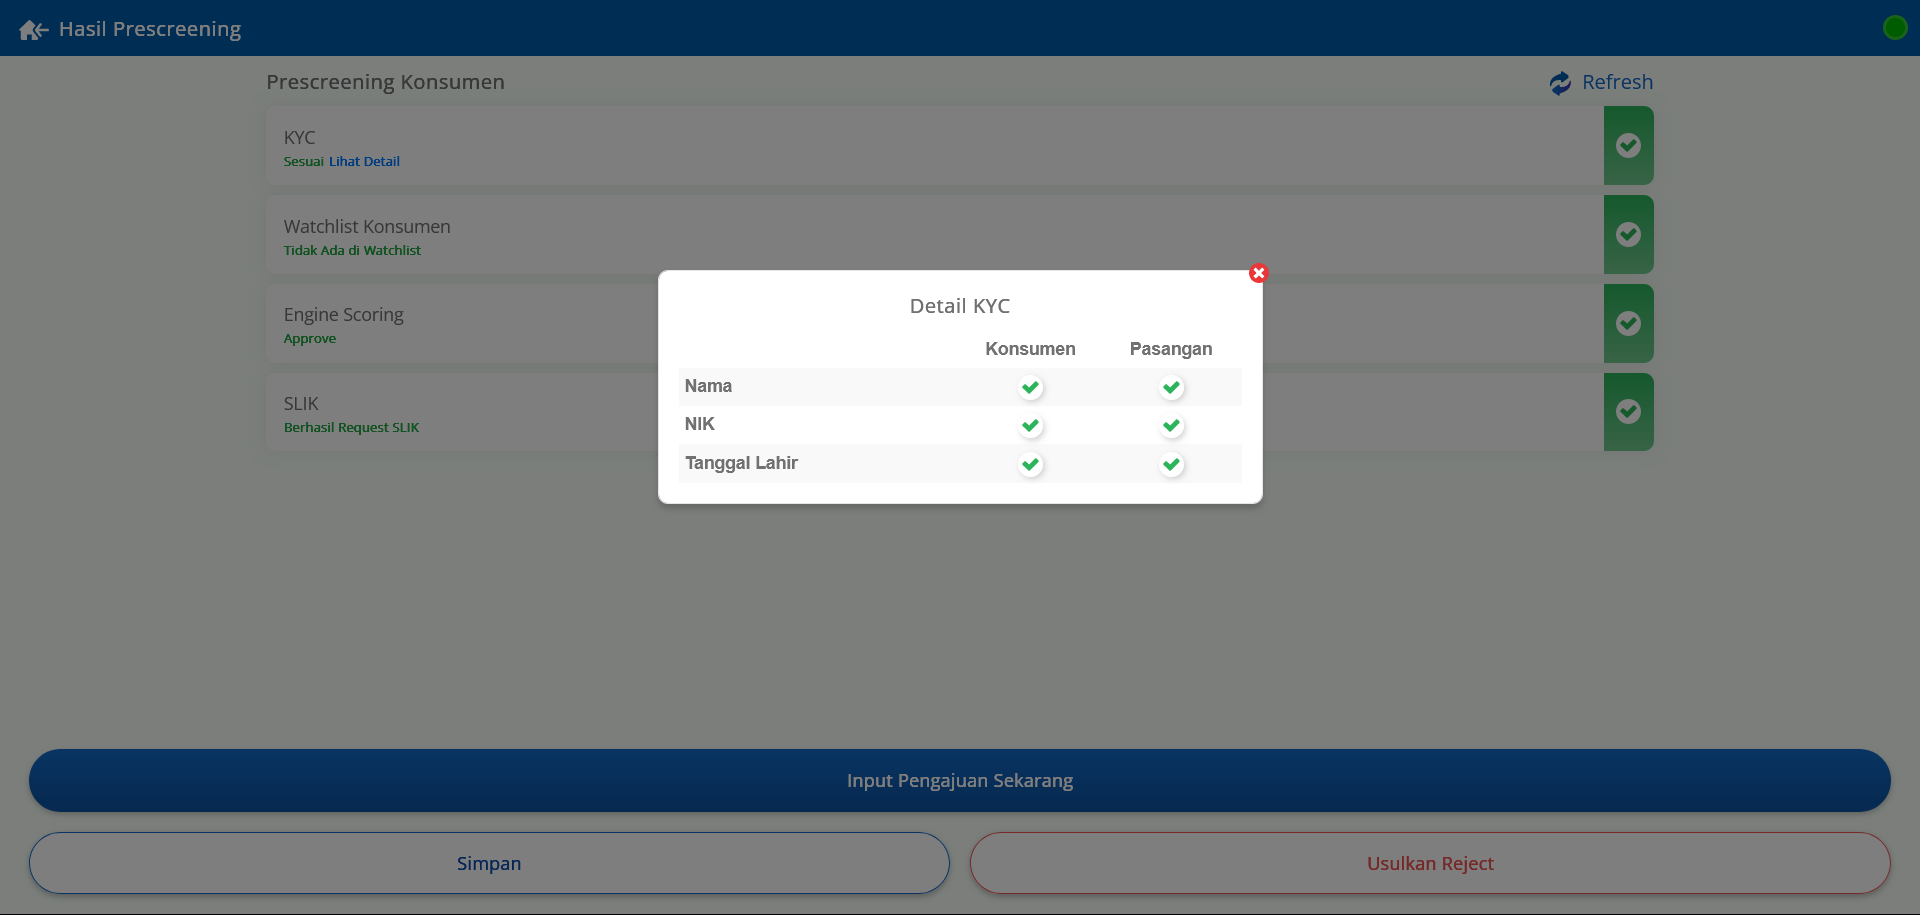 Hasil Prescreening
Prescreening Konsumen
Refresh
KYC
Sesuai Lihat Detail
Watchlist Konsumen
Tidak Ada di Watchlist
Engine Scoring
Approve
SLIK
Berhasil Request SLIK
Detail KYC
Konsumen Pasangan
Nama
NIK
Tanggal Lahir
Input Pengajuan Sekarang
Simpan
Usulkan Reject